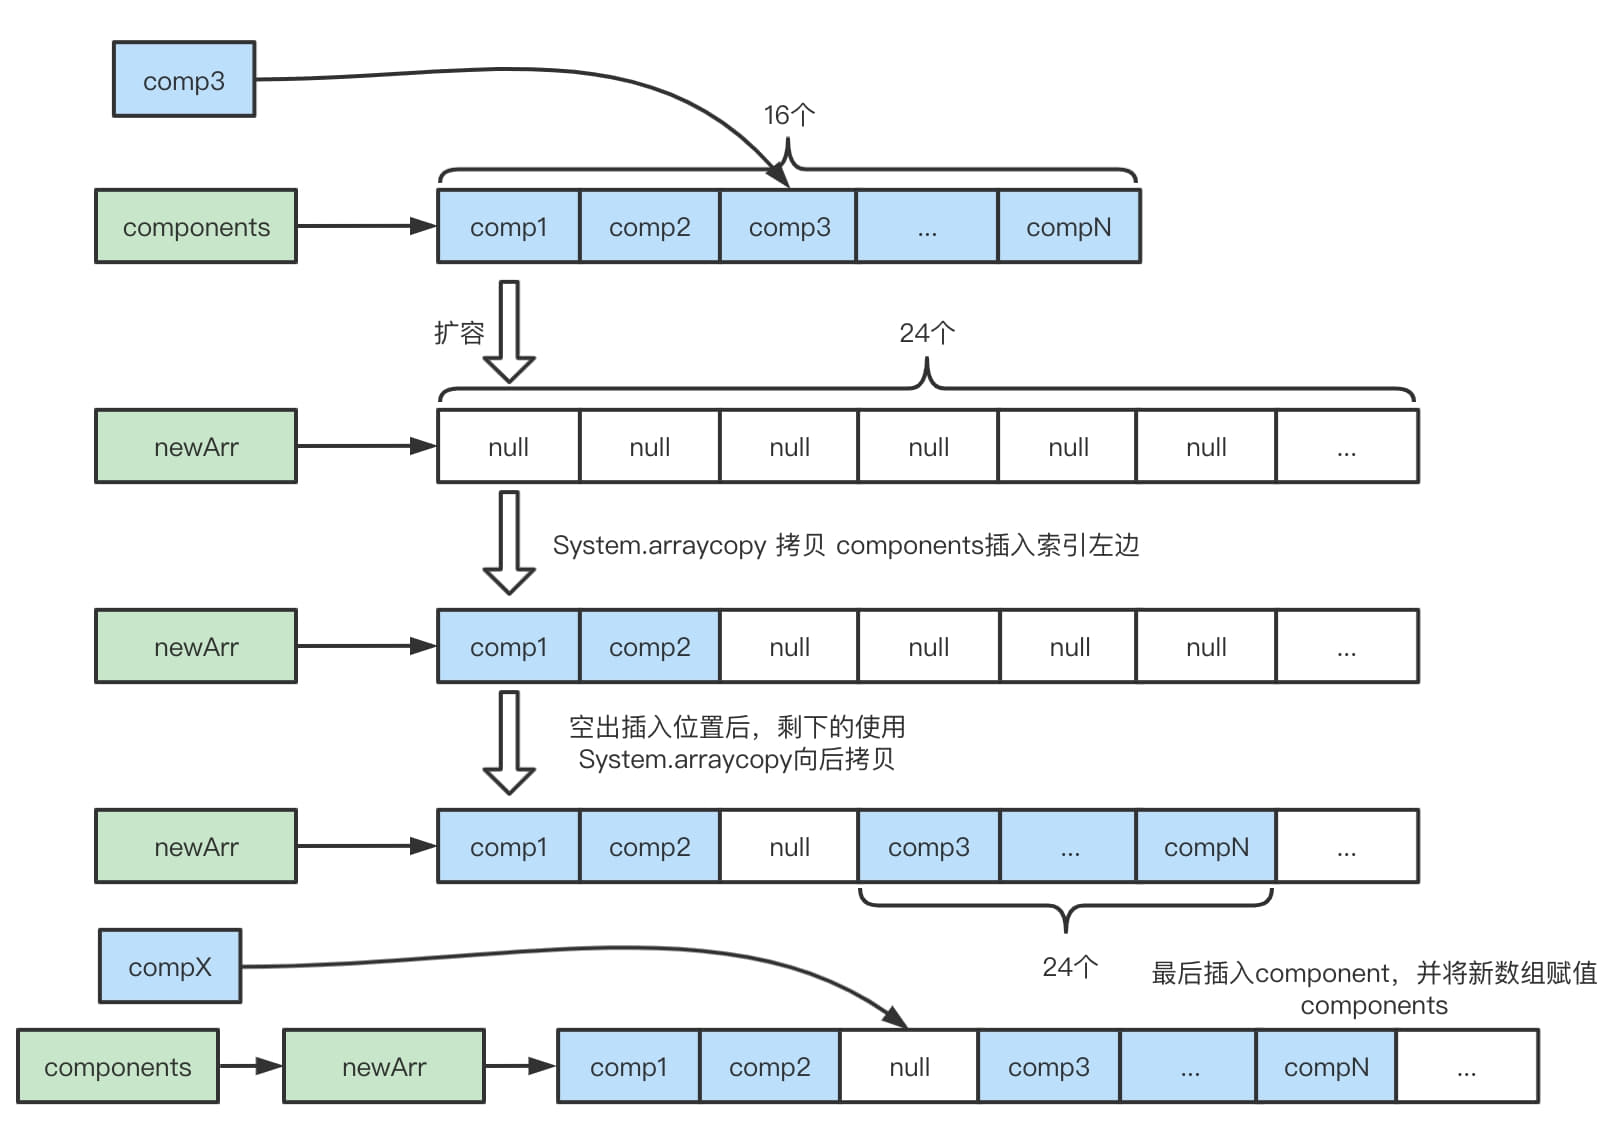 comp3
16个
components
comp1
comp2
comp3
...
compN
扩容
24个
newArr
null
null
null
null
null
null
...
System.arraycopy 拷贝 components插入索引左边
newArr
comp1
comp2
null
null
null
null
...
空出插入位置后，剩下的使用
System.arraycopy向后拷贝
newArr
comp1
comp2
null
comp3
...
compN
...
24个
compX
最后插入component，并将新数组赋值
components
components
newArr
comp1
comp2
null
comp3
...
compN
...